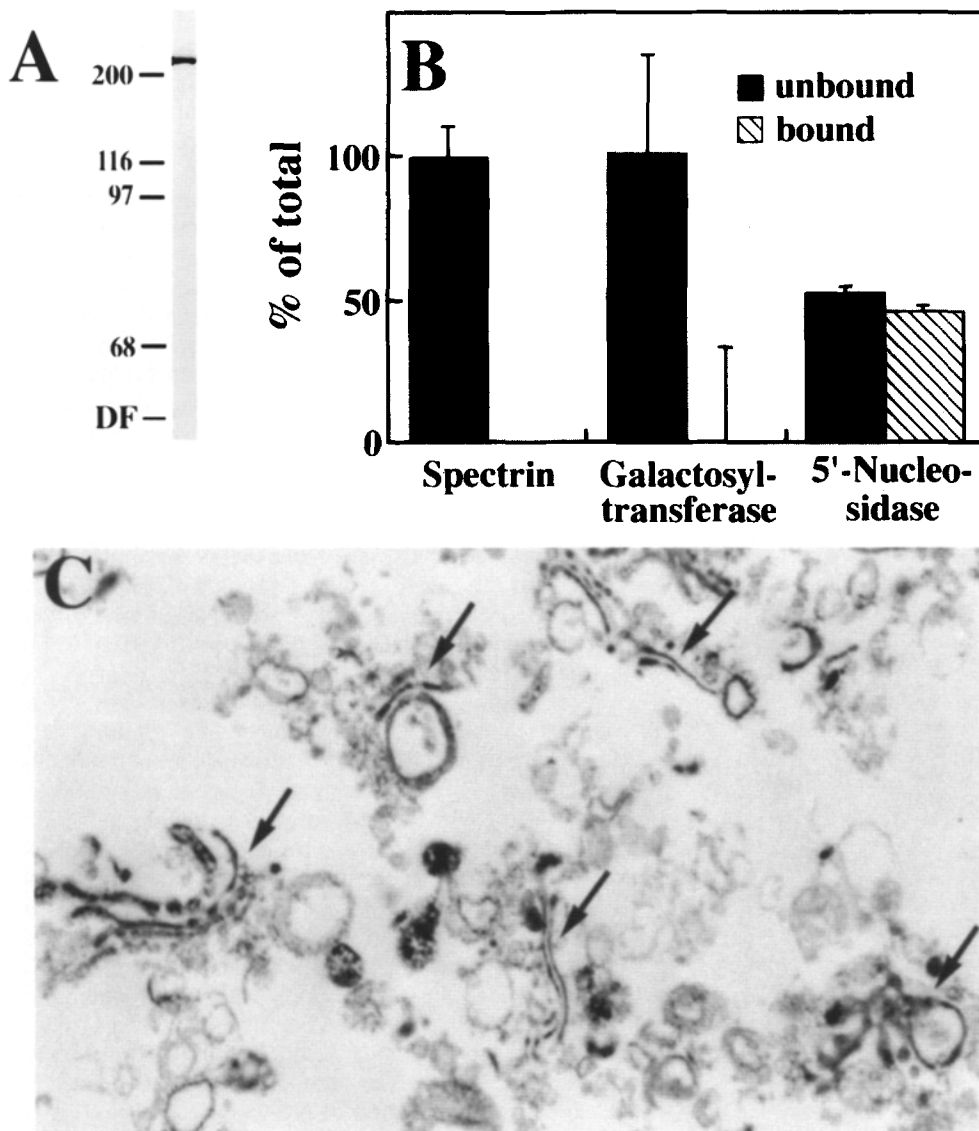 A
200
116
97
68
DF
B
unbound
bound
% of total
100
50
0
Spectrin
Galactosyl-
transferase
5'-Nucleo-
sidase
C